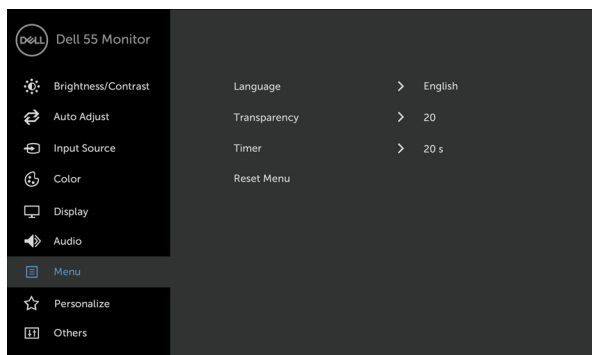 DELL Dell 55 Monitor
Brightness/Contrast
Auto Adjust
Input Source
Color
Display
Audio
Menu
Personalize
Others
Language > English
Transparency > 20
Timer > 20 s
Reset Menu